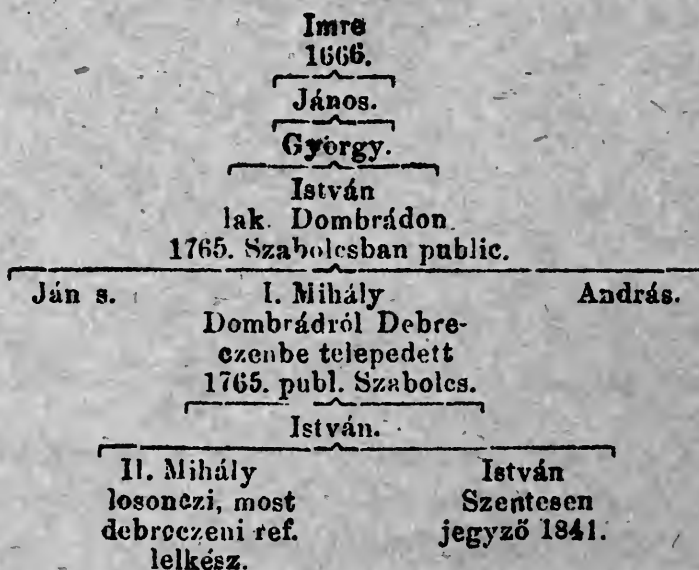 Imre
1666.
János.
György.
István
lak. Dombrádon.
1765. Szabolcsban public.
Ján s. I. Mihály András.
Dombrádról Debre-
czenbe telepedett
1765. publ. Szabolcs.
István.
II. Mihály István
losonczi, most Szentesen
debreczeni ref. jegyző 1841.
lelkész.